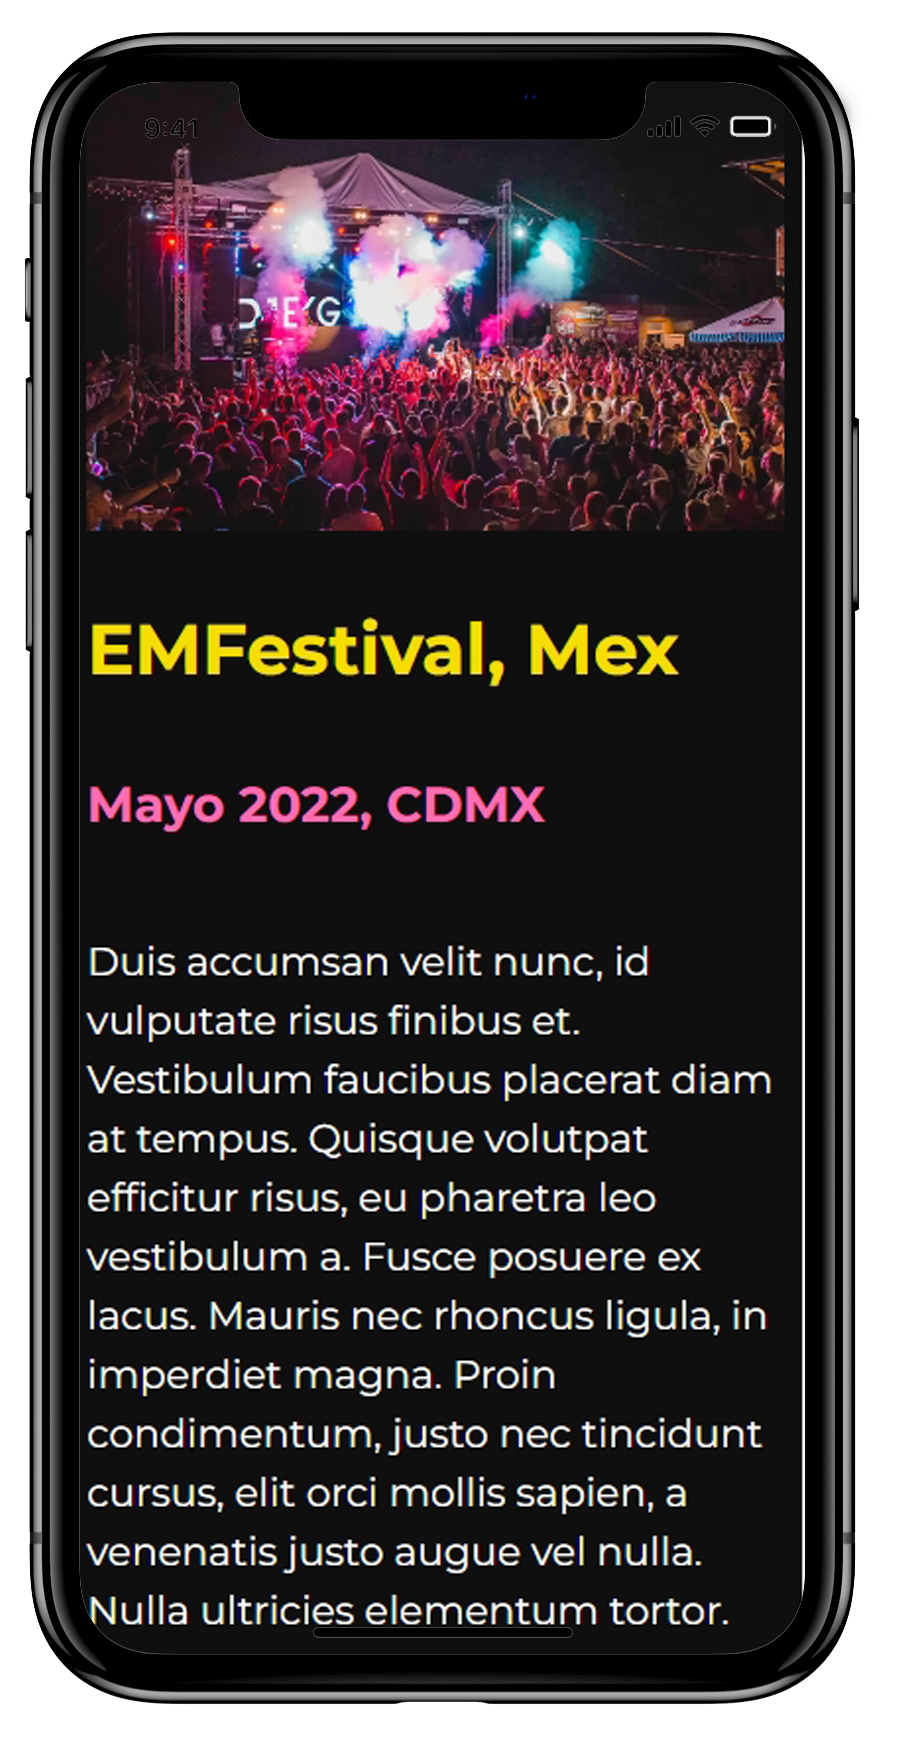 9:41
EMFestival, Mex
Mayo 2022, CDMX
Duis accumsan velit nunc, id
vulputate risus finibus et.
Vestibulum faucibus placerat diam
at tempus. Quisque volutpat
efficitur risus, eu pharetra leo
vestibulum a. Fusce posuere ex
lacus. Mauris nec rhoncus ligula, in
imperdiet magna. Proin
condimentum, justo nec tincidunt
cursus, elit orci mollis sapien, a
venenatis justo augue vel nulla.
Nulla ultricies elementum tortor.